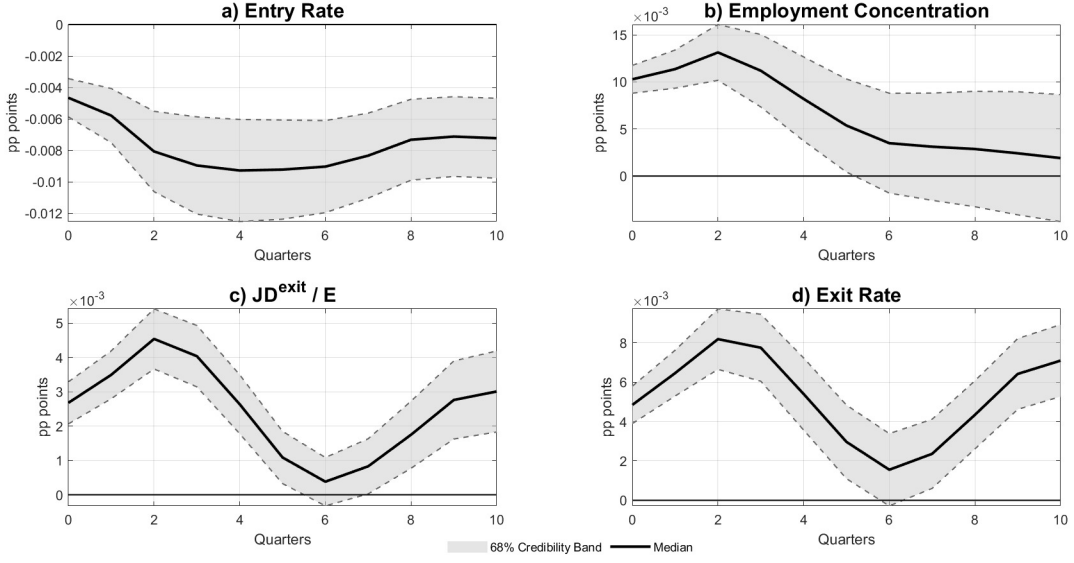 a) Entry Rate
0
-0.002
-0.004
-0.006
-0.008
-0.01
-0.012
pp points
0 2 4 6 8 10
Quarters
b) Employment Concentration
×10^-3
15
10
5
0
pp points
0 2 4 6 8 10
Quarters
c) JD^exit / E
×10^-3
5
4
3
2
1
0
pp points
0 2 4 6 8 10
Quarters
d) Exit Rate
×10^-3
8
6
4
2
0
pp points
0 2 4 6 8 10
Quarters
68% Credibility Band Median